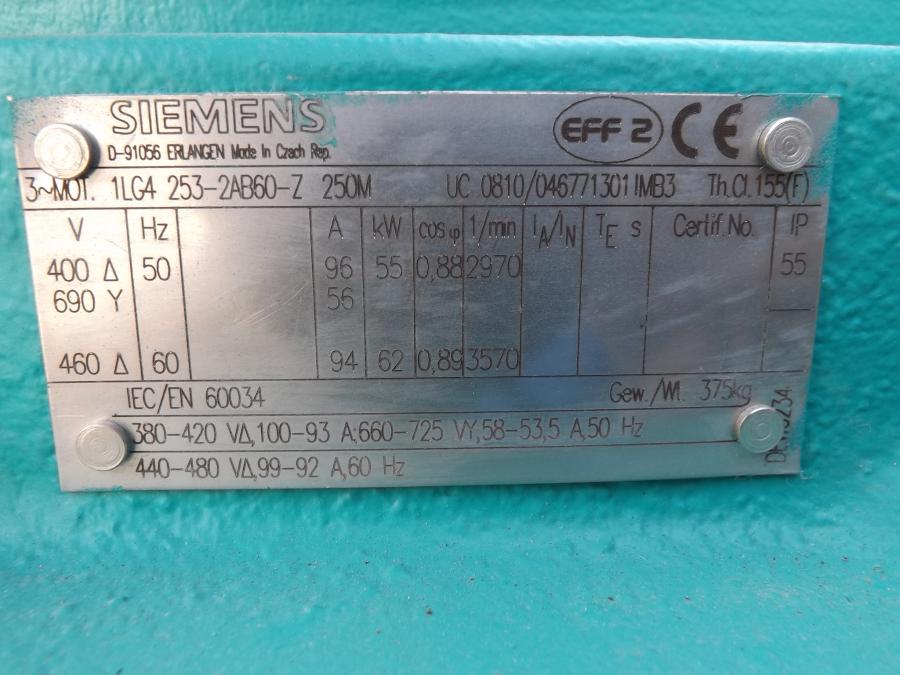 SIEMENS
EFF 2 CE
D-91056 ERLANGEN Made In Czach Rep.
3~MOT. 1LG4 253-2AB60-Z 250M UC 0810/046771301 IMB3 Th.Cl.155(F)
V Hz A kW cosφ 1/min IA/IN TE s Certif.No. IP
400 Δ 50 96 55 0,88 2970 55
690 Y 56
460 Δ 60 94 62 0,89 3570
IEC/EN 60034 Gew./Wt. 375kg
380-420 VΔ,100-93 A;660-725 VY,58-53,5 A,50 Hz
440-480 VΔ,99-92 A,60 Hz